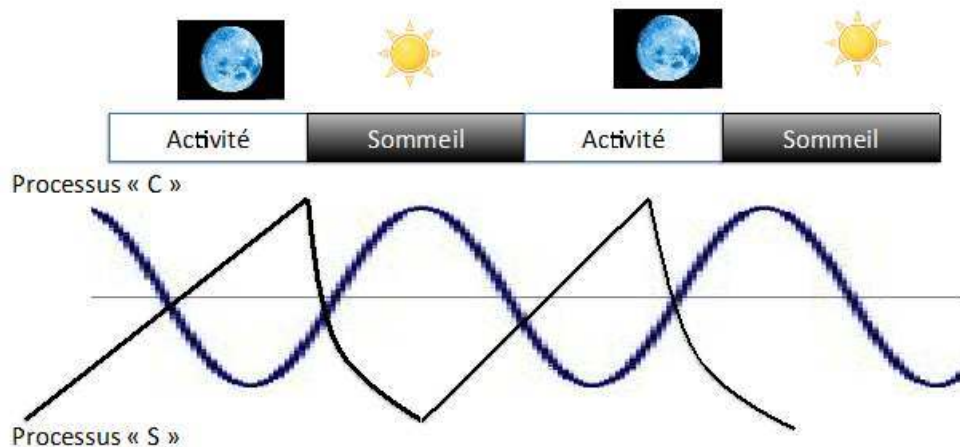 Activité Sommeil Activité Sommeil
Processus « C »
Processus « S »